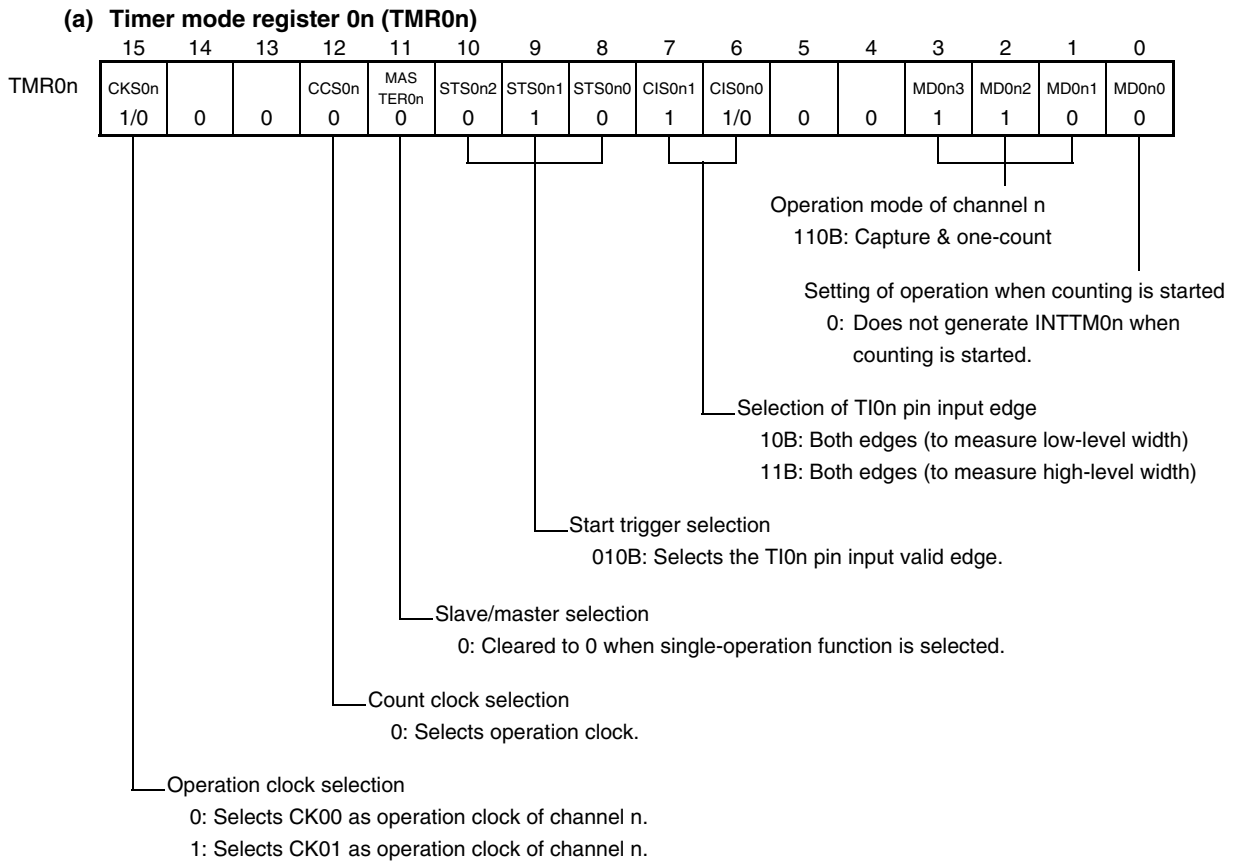 (a) Timer mode register 0n (TMR0n)
15 14 13 12 11 10 9 8 7 6 5 4 3 2 1 0
TMR0n
CKS0n CCS0n MAS TER0n STS0n2 STS0n1 STS0n0 CIS0n1 CIS0n0 MD0n3 MD0n2 MD0n1 MD0n0
1/0 0 0 0 0 0 1 0 1 1/0 0 0 1 1 0 0
Operation mode of channel n
110B: Capture & one-count
Setting of operation when counting is started
0: Does not generate INTTM0n when
counting is started.
Selection of TI0n pin input edge
10B: Both edges (to measure low-level width)
11B: Both edges (to measure high-level width)
Start trigger selection
010B: Selects the TI0n pin input valid edge.
Slave/master selection
0: Cleared to 0 when single-operation function is selected.
Count clock selection
0: Selects operation clock.
Operation clock selection
0: Selects CK00 as operation clock of channel n.
1: Selects CK01 as operation clock of channel n.